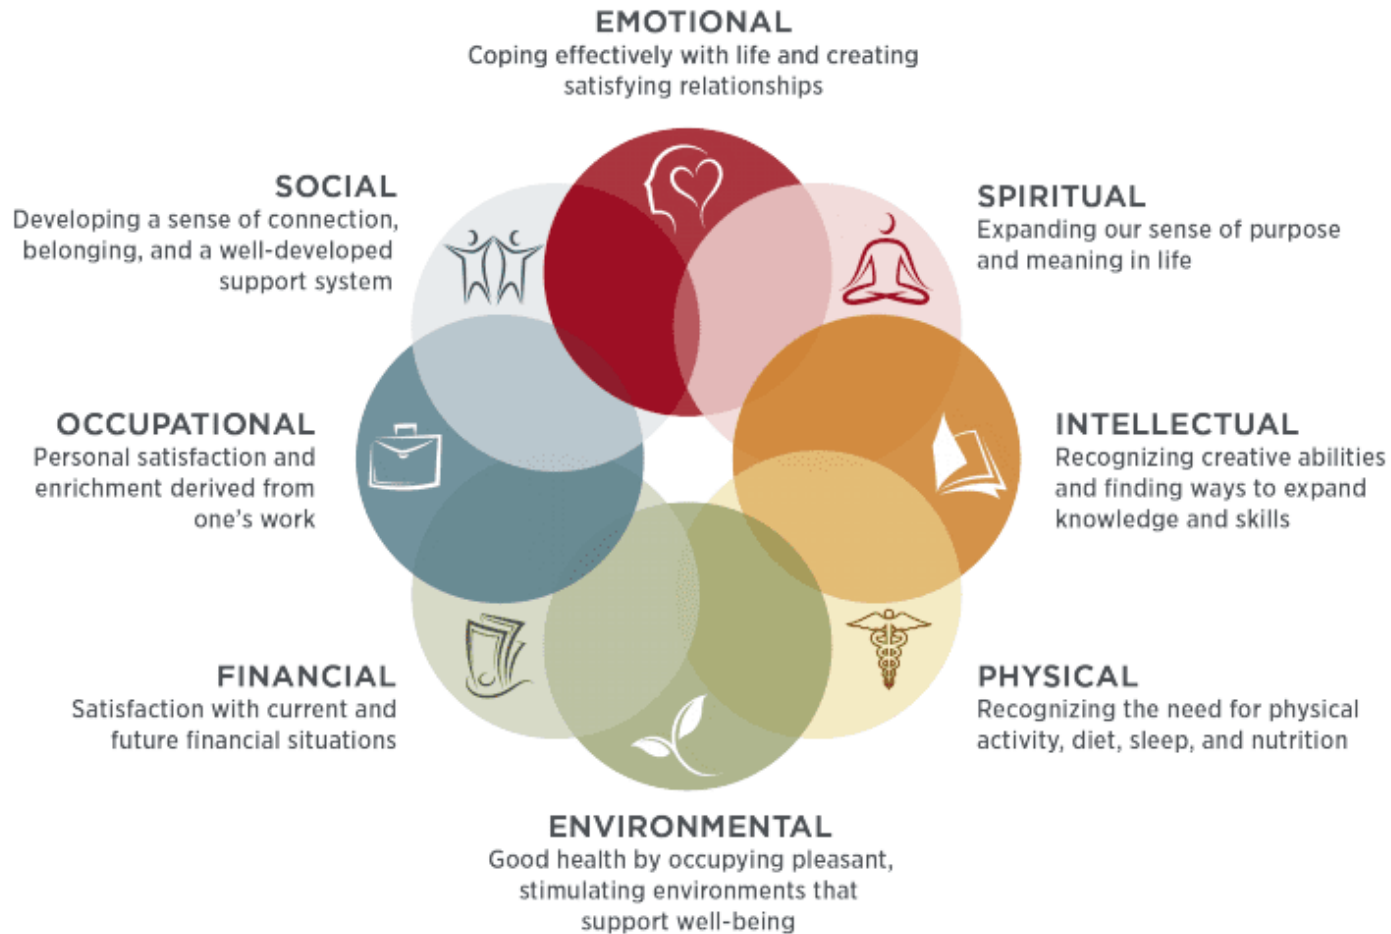 EMOTIONAL
Coping effectively with life and creating
satisfying relationships
SOCIAL
Developing a sense of connection,
belonging, and a well-developed
support system
SPIRITUAL
Expanding our sense of purpose
and meaning in life
OCCUPATIONAL
Personal satisfaction and
enrichment derived from
one's work
INTELLECTUAL
Recognizing creative abilities
and finding ways to expand
knowledge and skills
FINANCIAL
Satisfaction with current and
future financial situations
PHYSICAL
Recognizing the need for physical
activity, diet, sleep, and nutrition
ENVIRONMENTAL
Good health by occupying pleasant,
stimulating environments that
support well-being